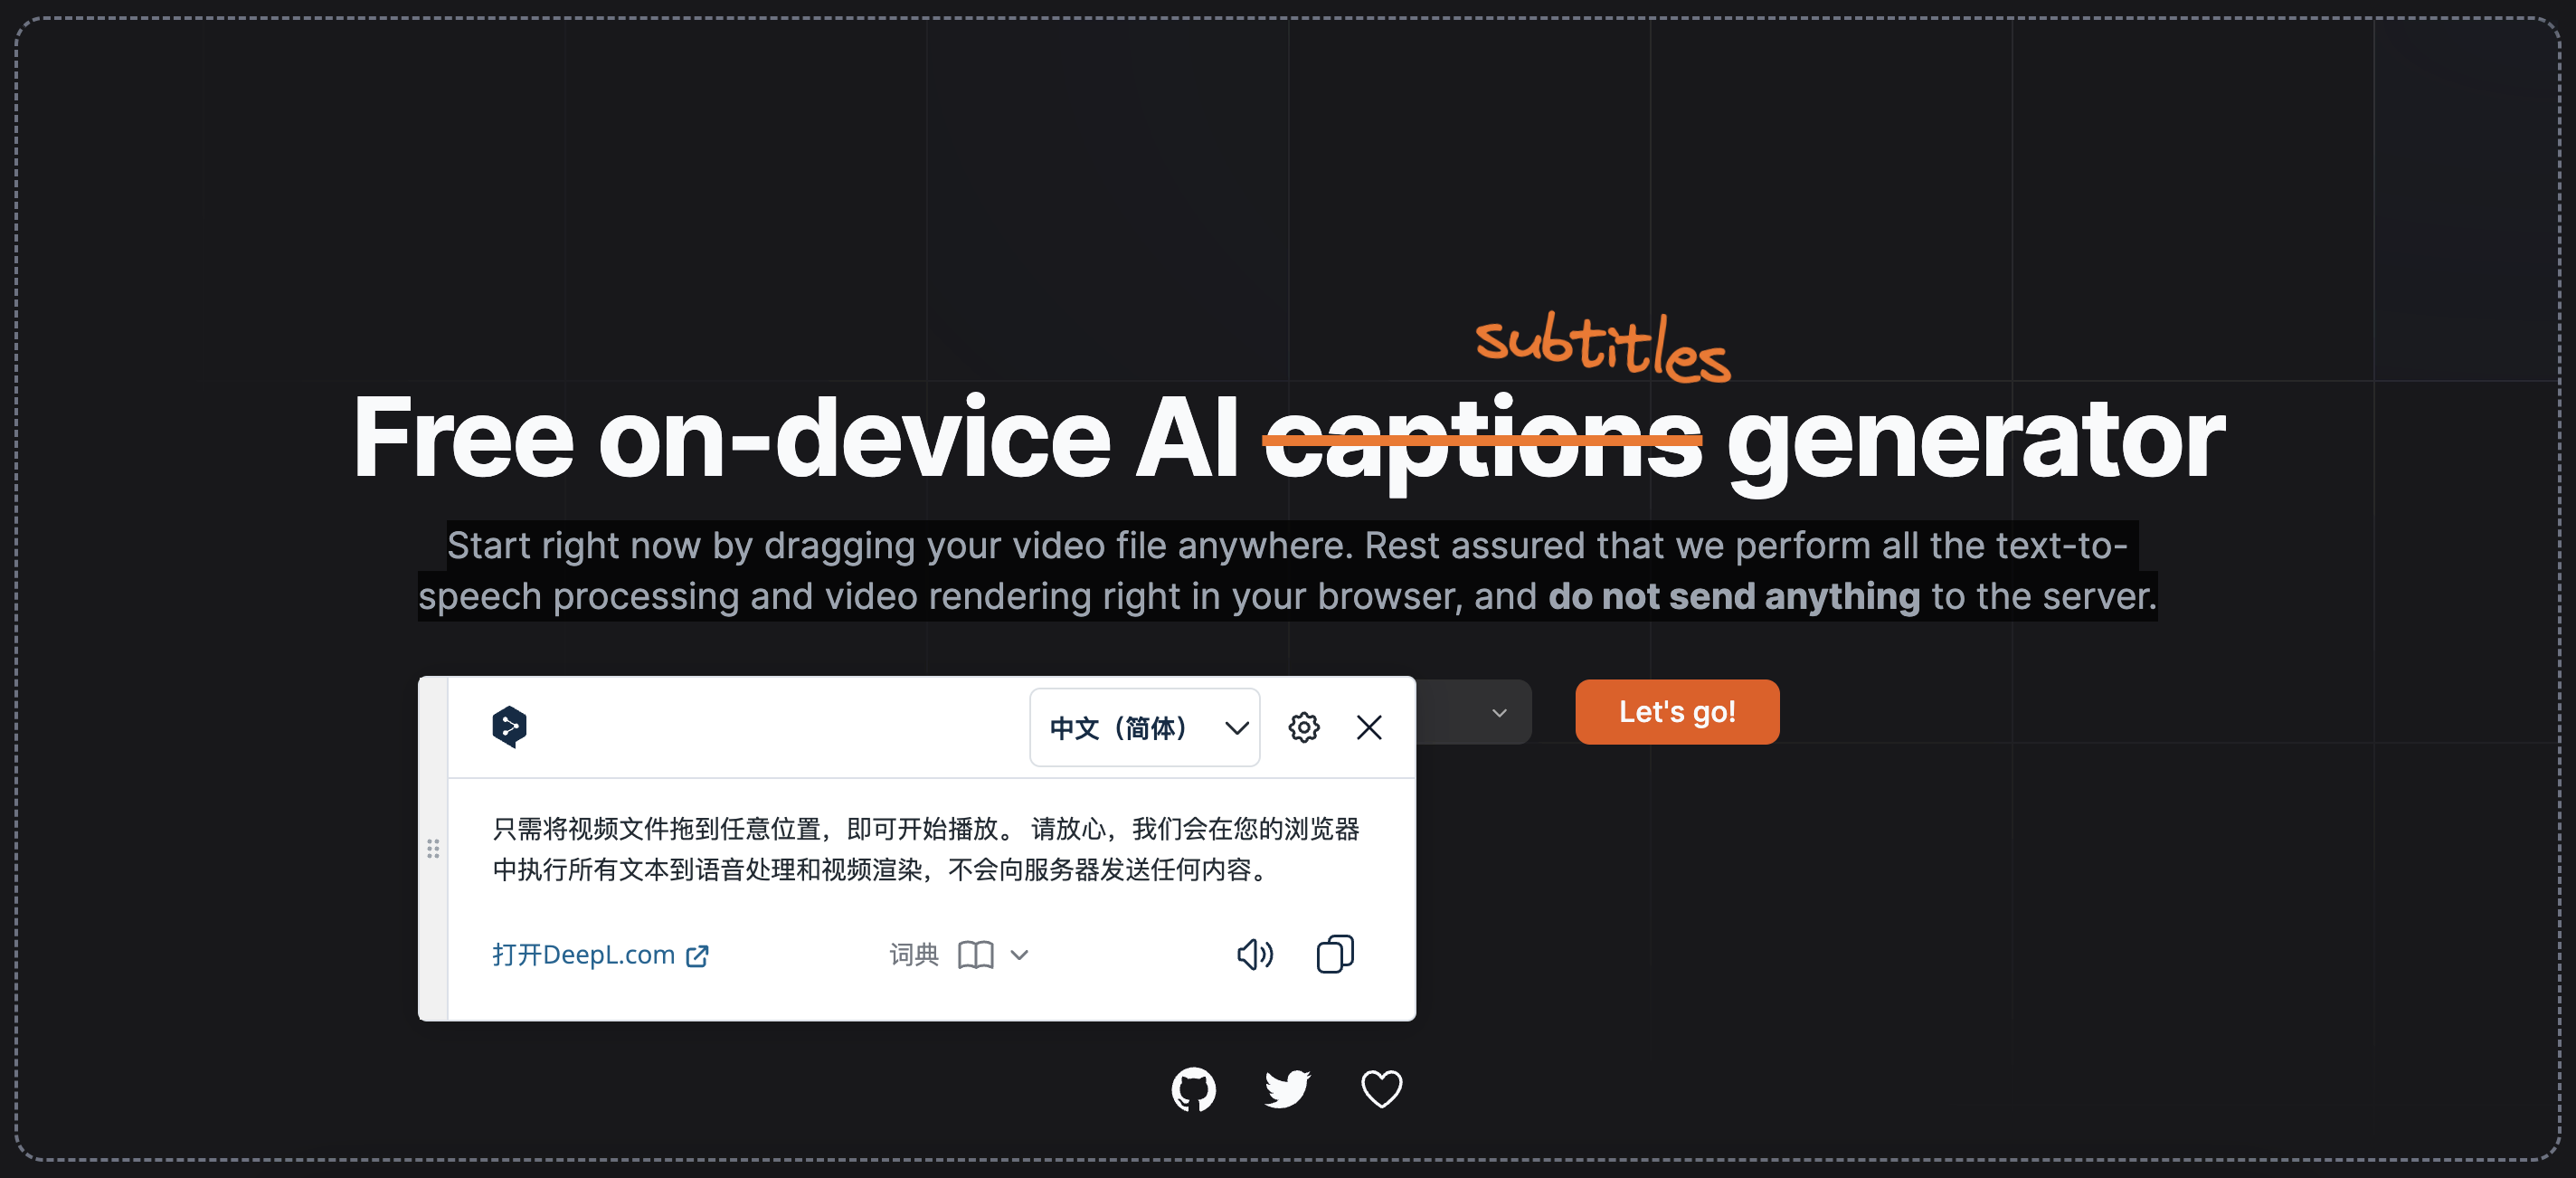 subtitles
Free on-device AI captions generator
Start right now by dragging your video file anywhere. Rest assured that we perform all the text-to-
speech processing and video rendering right in your browser, and do not send anything to the server.
中文（简体）
Let's go!
只需将视频文件拖到任意位置，即可开始播放。 请放心，我们会在您的浏览器
中执行所有文本到语音处理和视频渲染，不会向服务器发送任何内容。
打开DeepL.com
词典